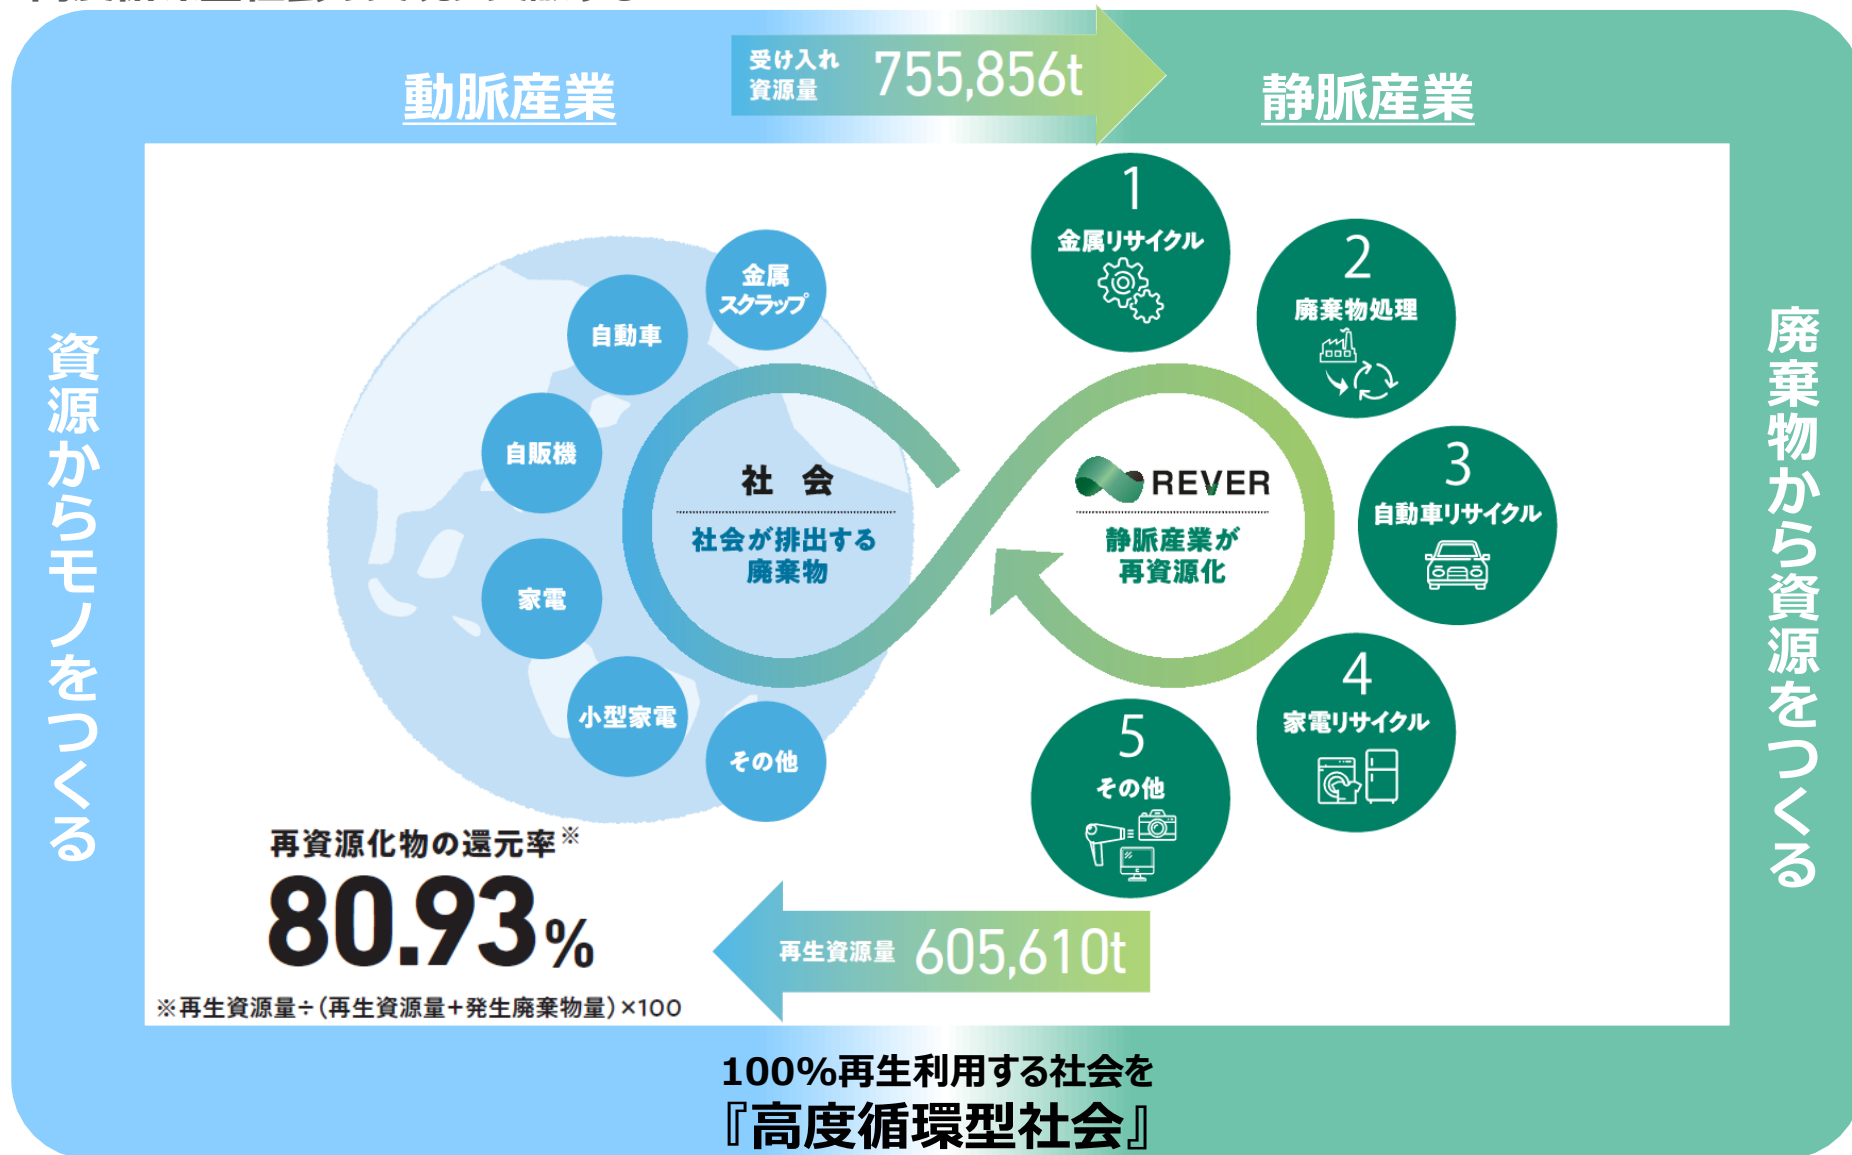 動脈産業
受け入れ
資源量
755,856t
静脈産業
資源からモノをつくる
金属
スクラップ
自動車
自販機
家電
小型家電
その他
社 会
社会が排出する
廃棄物
REVER
静脈産業が
再資源化
1
金属リサイクル
2
廃棄物処理
3
自動車リサイクル
4
家電リサイクル
5
その他
廃棄物から資源をつくる
再資源化物の還元率※
80.93%
※再生資源量÷(再生資源量+発生廃棄物量)×100
再生資源量 605,610t
100%再生利用する社会を
『高度循環型社会』